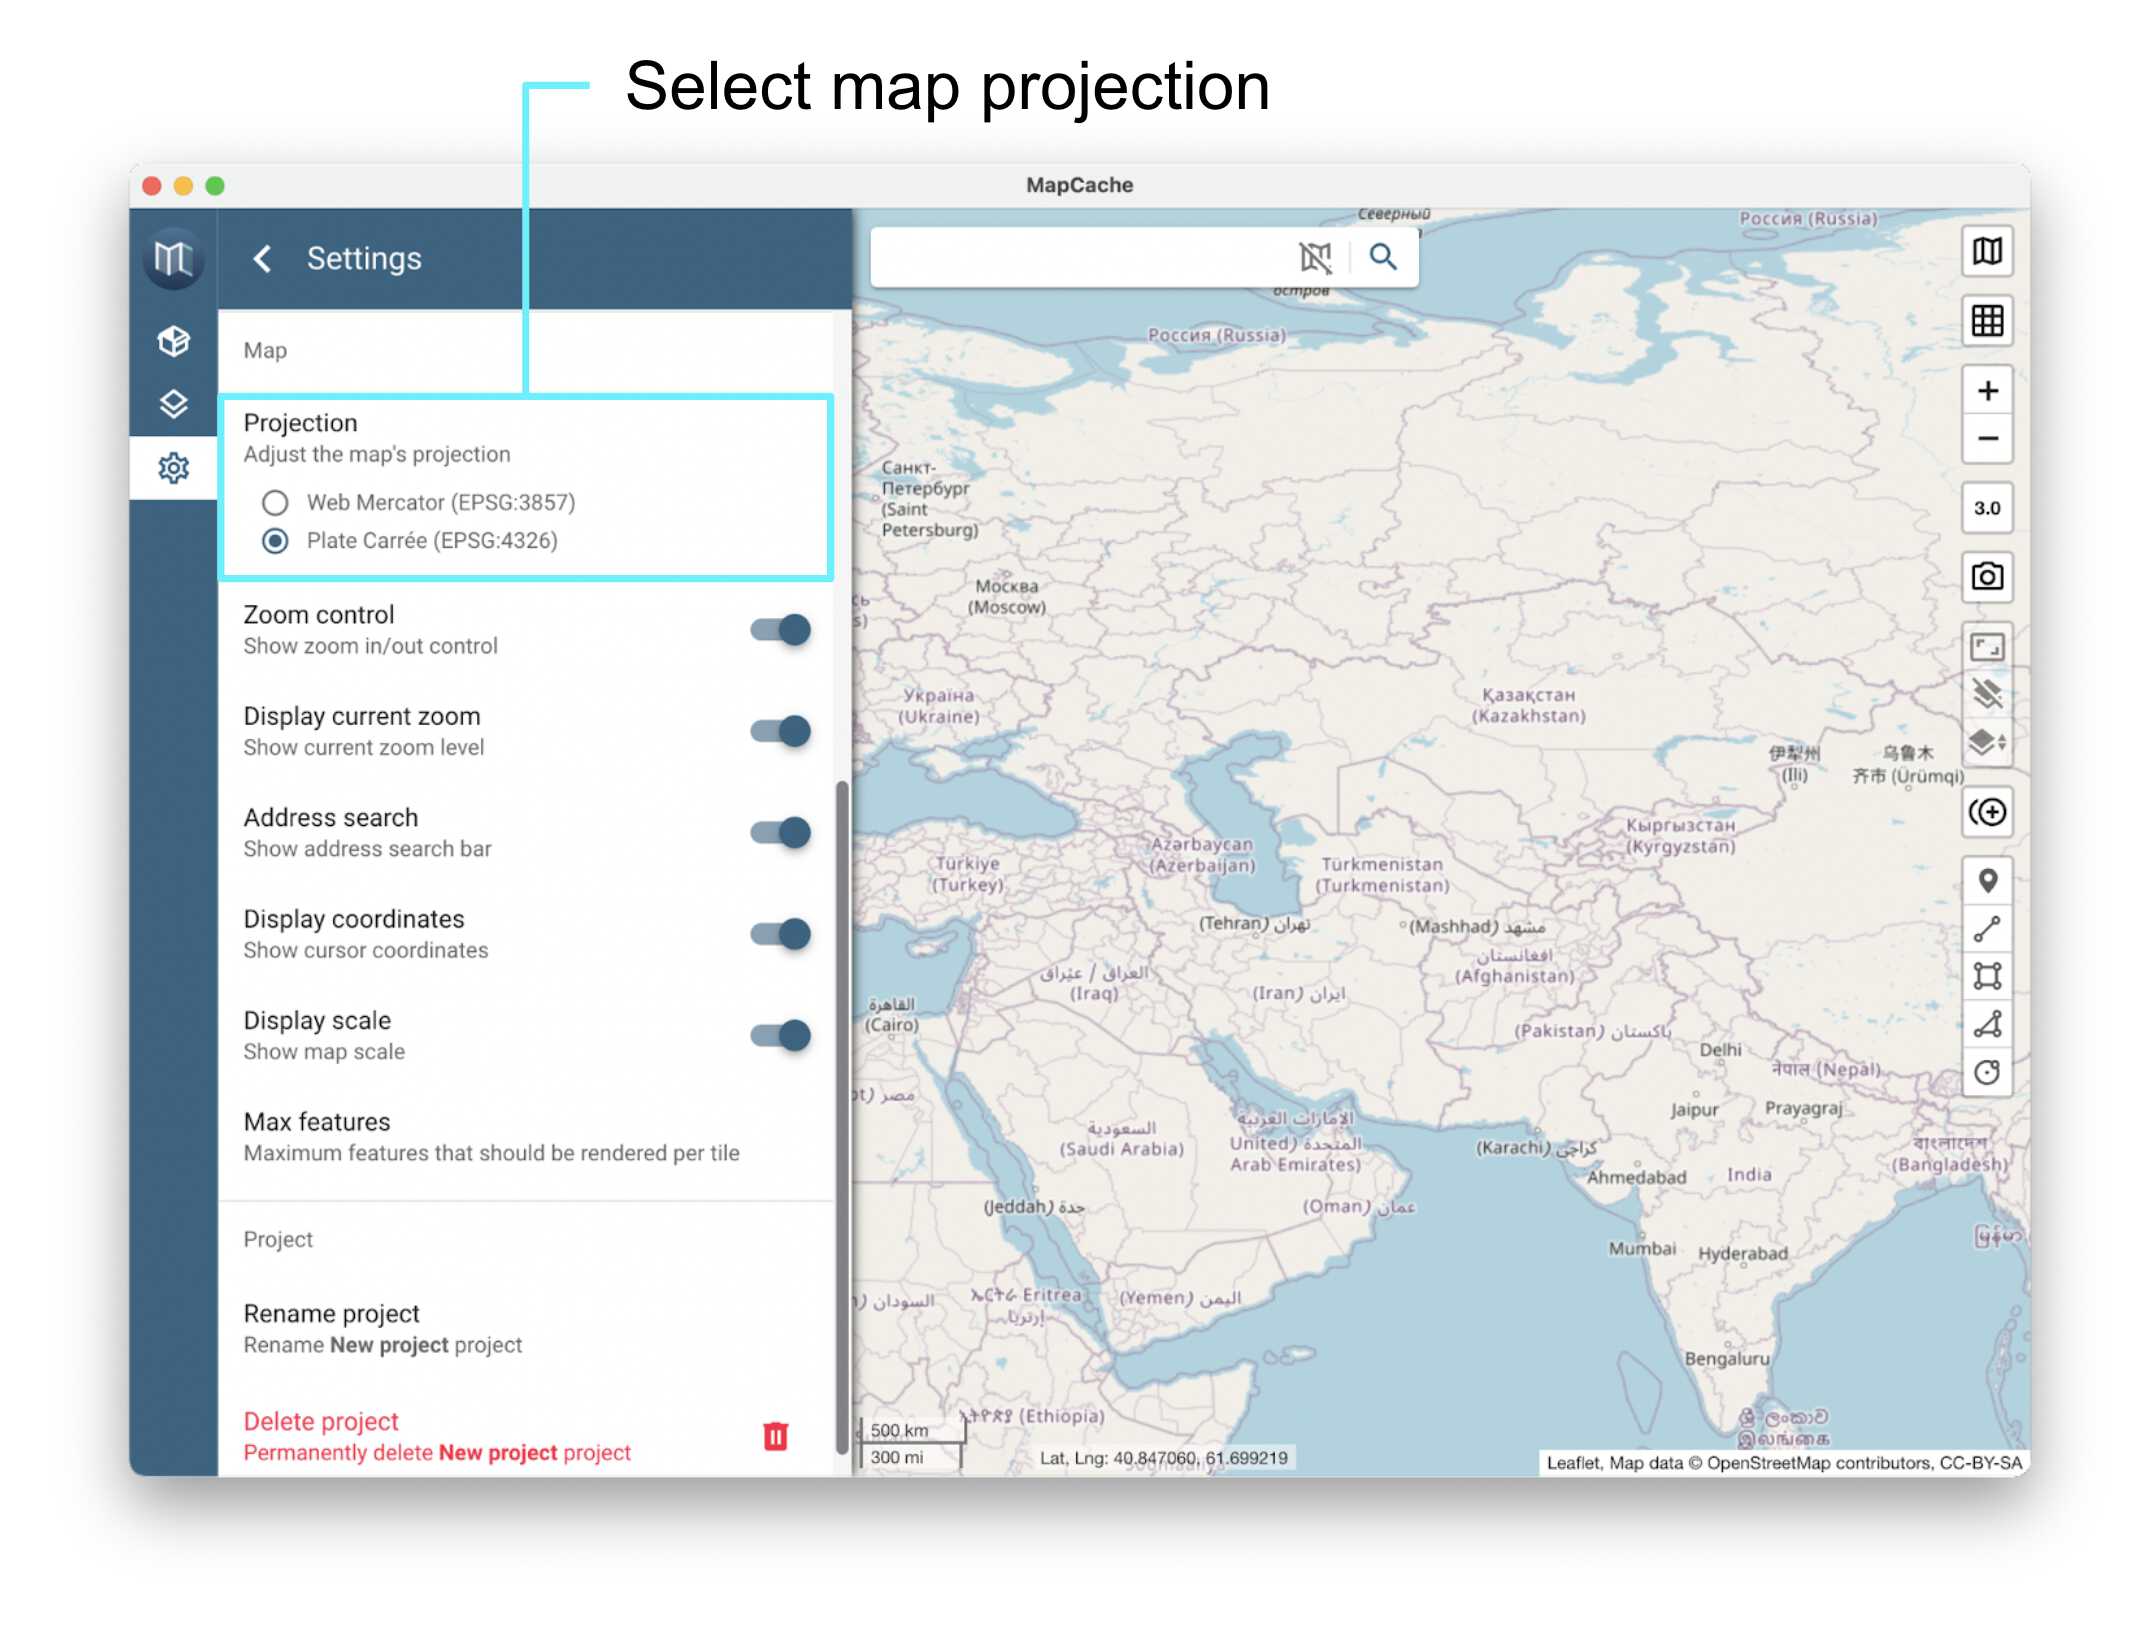 Select map projection
MapCache
Settings
Map
Projection
Adjust the map's projection
Web Mercator (EPSG:3857)
Plate Carrée (EPSG:4326)
Zoom control
Show zoom in/out control
Display current zoom
Show current zoom level
Address search
Show address search bar
Display coordinates
Show cursor coordinates
Display scale
Show map scale
Max features
Maximum features that should be rendered per tile
Project
Rename project
Rename New project project
Delete project
Permanently delete New project project
Северный
остров
Россия (Russia)
Россия (Russia)
3.0
Санкт-
Петербург
(Saint
Petersburg)
Москва
(Moscow)
Україна
(Ukraine)
Қазақстан
(Kazakhstan)
伊犁州
(Ili)
乌鲁木
齐市 (Ürümqi)
Кыргызстан
(Kyrgyzstan)
Azərbaycan
(Azerbaijan)
Türkiye
(Turkey)
Türkmenistan
(Turkmenistan)
تهران (Tehran)
مشهد (Mashhad)
افغانستان
(Afghanistan)
العراق / عێراق
(Iraq)
ایران (Iran)
القاهرة
(Cairo)
پاکستان (Pakistan)
Delhi
नेपाल (Nepal)
مصر
Jaipur
Prayagraj
السعودية
(Saudi Arabia)
الإمارات العربية
المتحدة (United
Arab Emirates)
کراچی (Karachi)
বাংলাদেশ
(Bangladesh)
Ahmedabad
India
جدة (Jeddah)
عمان (Oman)
Mumbai
Hyderabad
ኤርትራ Eritrea
إرتريا
اليمن (Yemen)
السودان
Bengaluru
ኢትዮጵያ (Ethiopia)
ශ්‍රී ලංකාව
இலங்கை
500 km
300 mi
Lat, Lng: 40.847060, 61.699219
Leaflet, Map data © OpenStreetMap contributors, CC-BY-SA